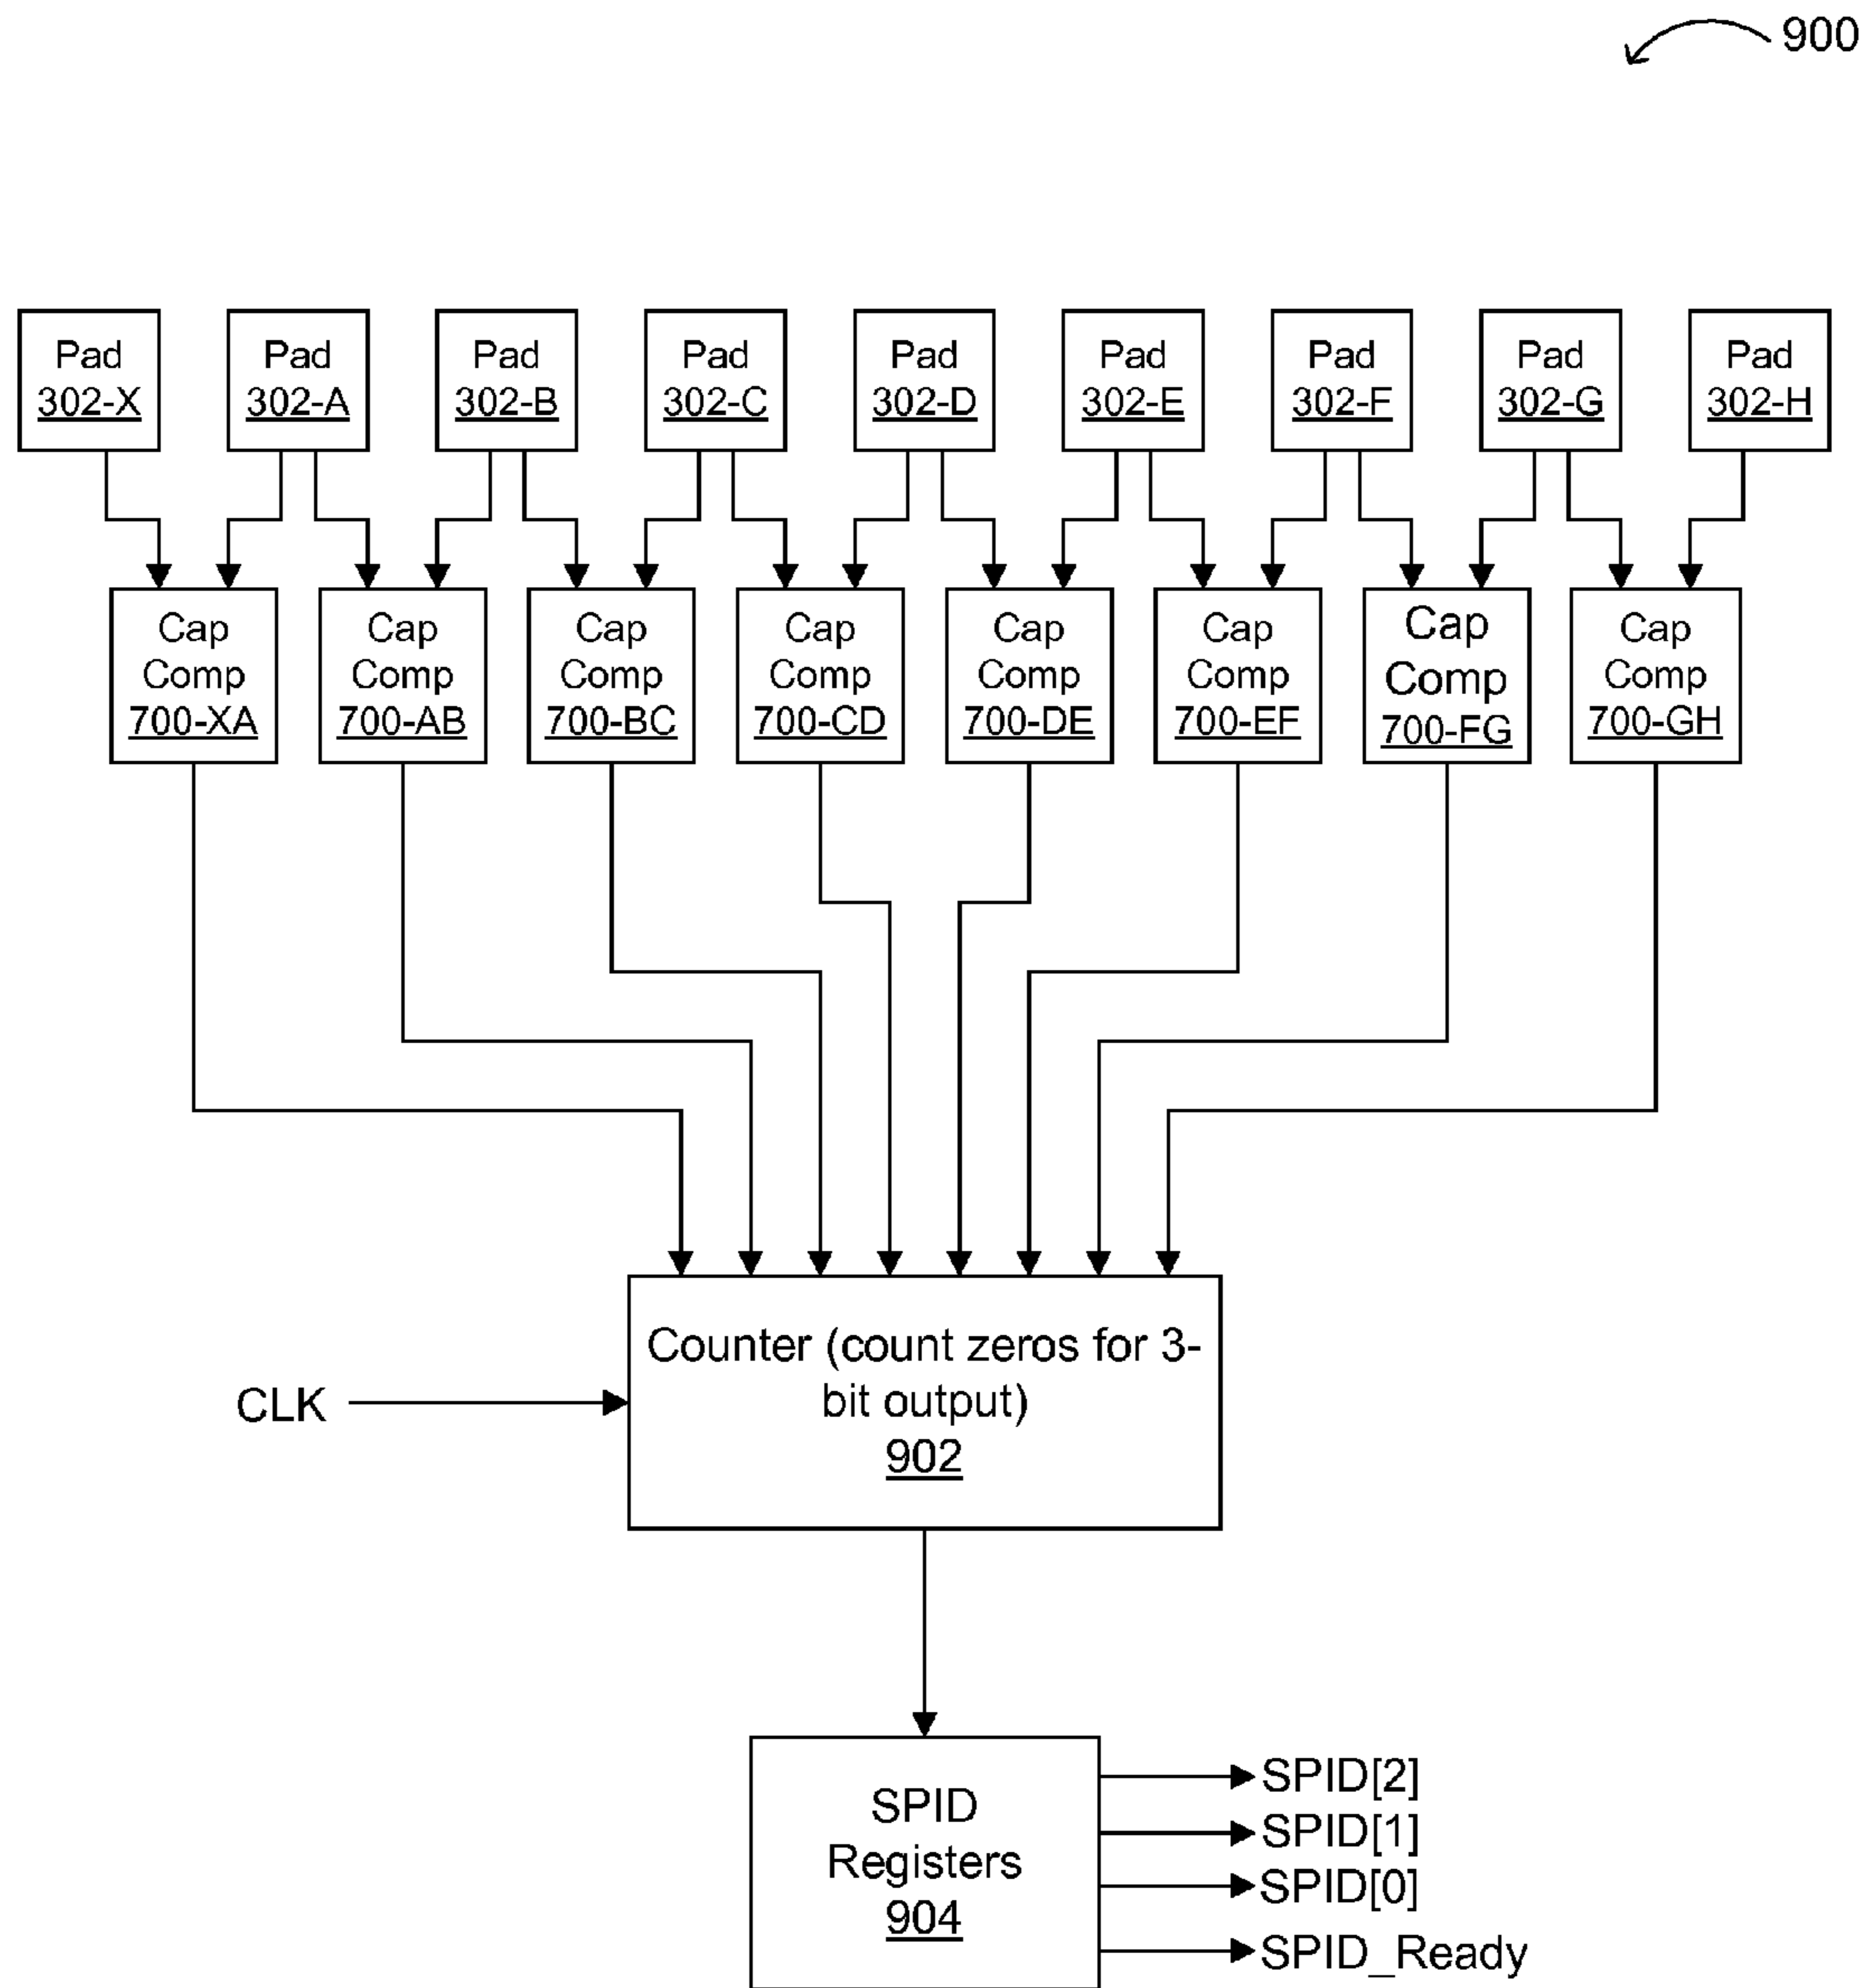 900
Pad
302-X
Pad
302-A
Pad
302-B
Pad
302-C
Pad
302-D
Pad
302-E
Pad
302-F
Pad
302-G
Pad
302-H
Cap
Comp
700-XA
Cap
Comp
700-AB
Cap
Comp
700-BC
Cap
Comp
700-CD
Cap
Comp
700-DE
Cap
Comp
700-EF
Cap
Comp
700-FG
Cap
Comp
700-GH
CLK
Counter (count zeros for 3-
bit output)
902
SPID
Registers
904
SPID[2]
SPID[1]
SPID[0]
SPID_Ready